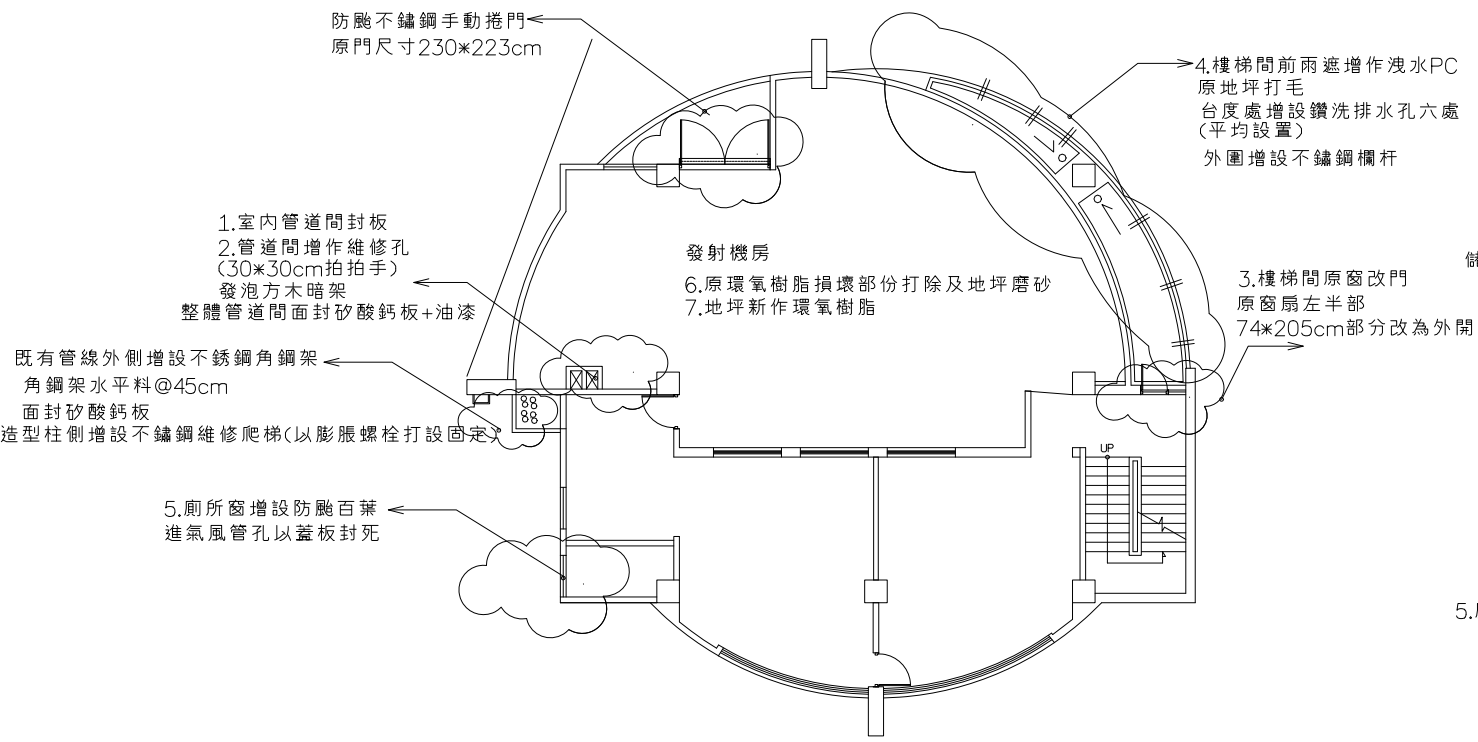 防颱不鏽鋼手動捲門
原門尺寸230*223cm
4.樓梯間前雨遮增作洩水PC
原地坪打毛
台度處增設鑽洗排水孔六處
(平均設置)
外圍增設不鏽鋼欄杆
1.室內管道間封板
2.管道間增作維修孔
(30*30cm拍拍手)
發泡方木暗架
整體管道間面封矽酸鈣板+油漆
發射機房
6.原環氧樹脂損壞部份打除及地坪磨砂
7.地坪新作環氧樹脂
儲
3.樓梯間原窗改門
原窗扇左半部
74*205cm部分改為外開
既有管線外側增設不銹鋼角鋼架
角鋼架水平料@45cm
面封矽酸鈣板
造型柱側增設不鏽鋼維修爬梯(以膨脹螺栓打設固定)
UP
5.廁所窗增設防颱百葉
進氣風管孔以蓋板封死
5.